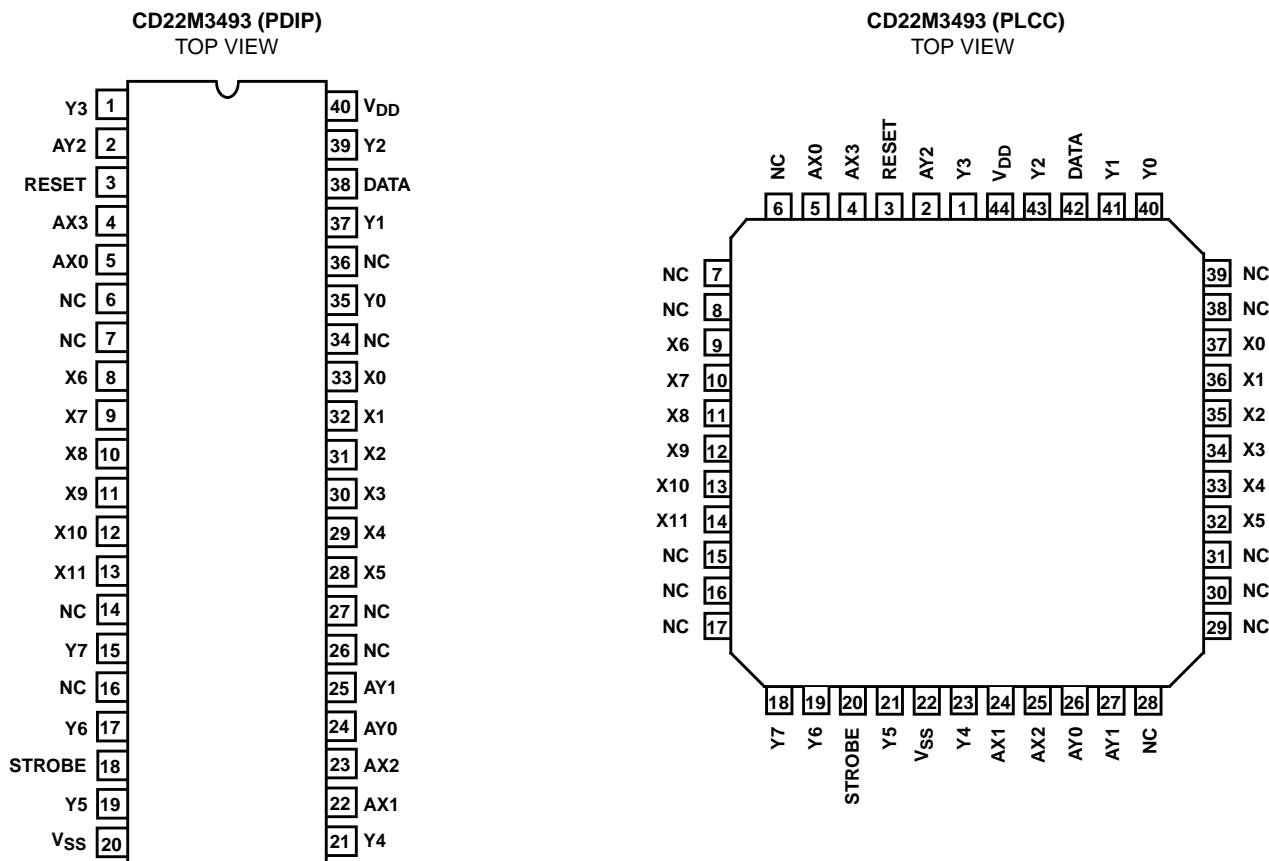 CD22M3493 (PDIP)
TOP VIEW
Y3 1
AY2 2
RESET 3
AX3 4
AX0 5
NC 6
NC 7
X6 8
X7 9
X8 10
X9 11
X10 12
X11 13
NC 14
Y7 15
NC 16
Y6 17
STROBE 18
Y5 19
VSS 20
40 VDD
39 Y2
38 DATA
37 Y1
36 NC
35 Y0
34 NC
33 X0
32 X1
31 X2
30 X3
29 X4
28 X5
27 NC
26 NC
25 AY1
24 AY0
23 AX2
22 AX1
21 Y4
CD22M3493 (PLCC)
TOP VIEW
NC AX0 AX3 RESET AY2 Y3 VDD Y2 DATA Y1 Y0
6 5 4 3 2 1 44 43 42 41 40
NC 7
NC 8
X6 9
X7 10
X8 11
X9 12
X10 13
X11 14
NC 15
NC 16
NC 17
39 NC
38 NC
37 X0
36 X1
35 X2
34 X3
33 X4
32 X5
31 NC
30 NC
29 NC
18 19 20 21 22 23 24 25 26 27 28
Y7 Y6 STROBE Y5 VSS Y4 AX1 AX2 AY0 AY1 NC